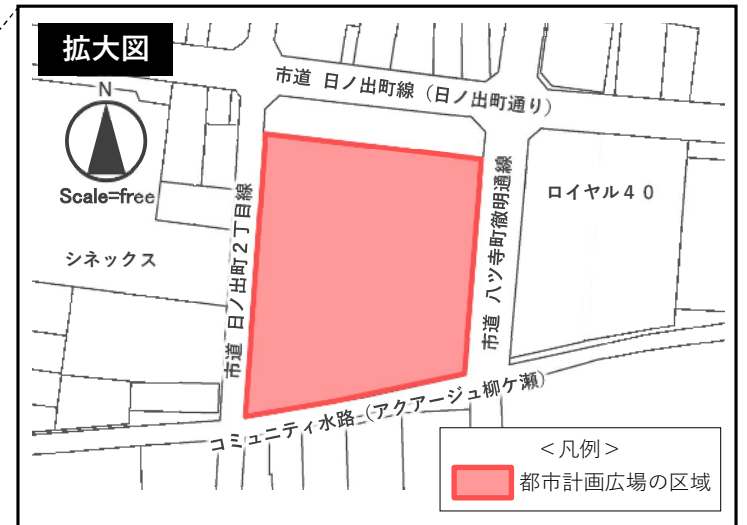 拡大図
市道 日ノ出町線（日ノ出町通り）
N
Scale=free
ロイヤル４０
シネックス
市道 日ノ出町２丁目線
市道 八ツ寺町徹明通線
コミュニティ水路（アクアージュ柳ケ瀬）
＜凡例＞
都市計画広場の区域